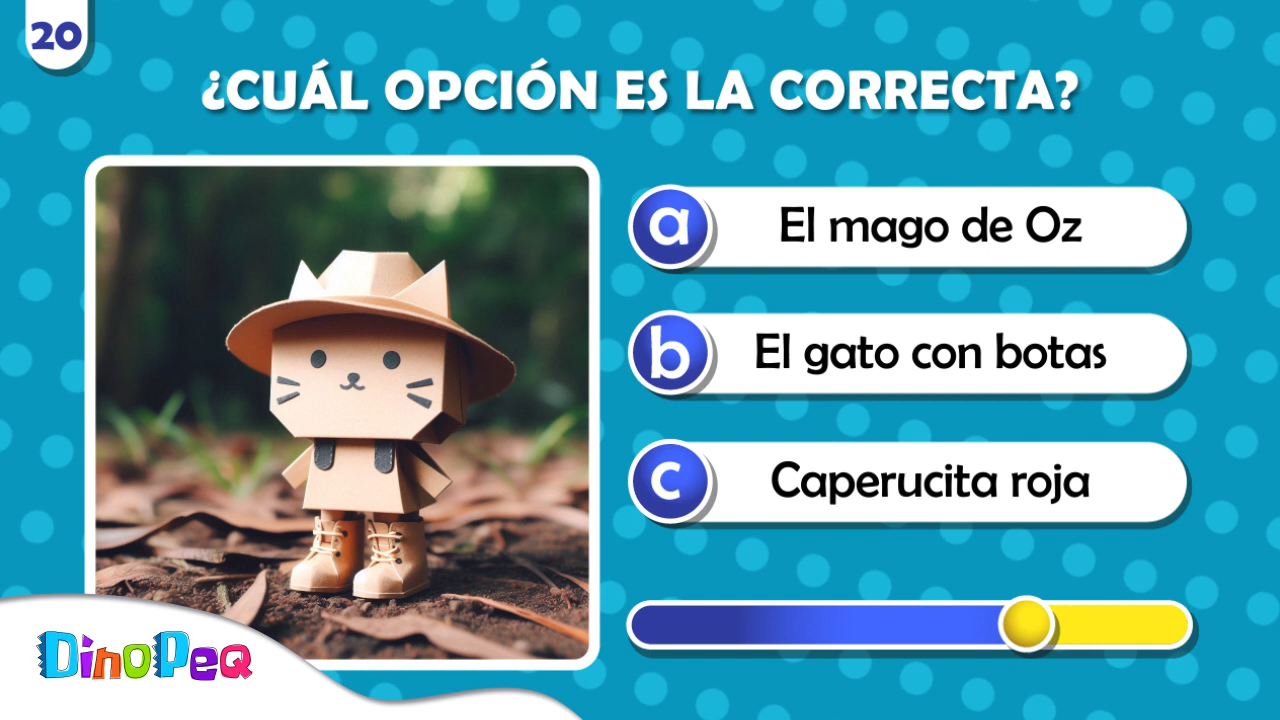 20
¿CUÁL OPCIÓN ES LA CORRECTA?
a El mago de Oz
b El gato con botas
c Caperucita roja
DinoPeQ